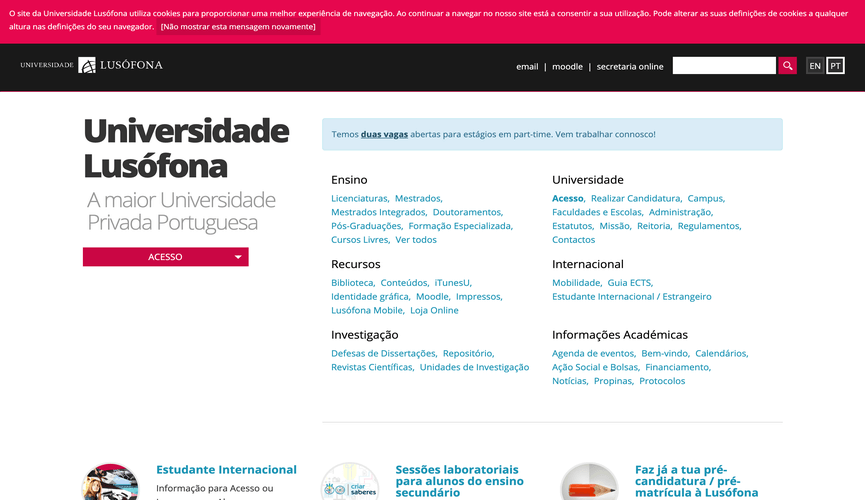 O site da Universidade Lusófona utiliza cookies para proporcionar uma melhor experiência de navegação. Ao continuar a navegar no nosso site está a consentir a sua utilização. Pode alterar as suas definições de cookies a qualquer
altura nas definições do seu navegador. [Não mostrar esta mensagem novamente]
UNIVERSIDADE LUSÓFONA
email | moodle | secretaria online
EN PT
Universidade
Lusófona
A maior Universidade
Privada Portuguesa
ACESSO
Temos duas vagas abertas para estágios em part-time. Vem trabalhar connosco!
Ensino
Licenciaturas, Mestrados,
Mestrados Integrados, Doutoramentos,
Pós-Graduações, Formação Especializada,
Cursos Livres, Ver todos
Universidade
Acesso, Realizar Candidatura, Campus,
Faculdades e Escolas, Administração,
Estatutos, Missão, Reitoria, Regulamentos,
Contactos
Recursos
Biblioteca, Conteúdos, iTunesU,
Identidade gráfica, Moodle, Impressos,
Lusófona Mobile, Loja Online
Internacional
Mobilidade, Guia ECTS,
Estudante Internacional / Estrangeiro
Investigação
Defesas de Dissertações, Repositório,
Revistas Científicas, Unidades de Investigação
Informações Académicas
Agenda de eventos, Bem-vindo, Calendários,
Ação Social e Bolsas, Financiamento,
Notícias, Propinas, Protocolos
Estudante Internacional
Informação para Acesso ou
criar
saberes
Sessões laboratoriais
para alunos do ensino
secundário
Faz já a tua pré-
candidatura / pré-
matrícula à Lusófona